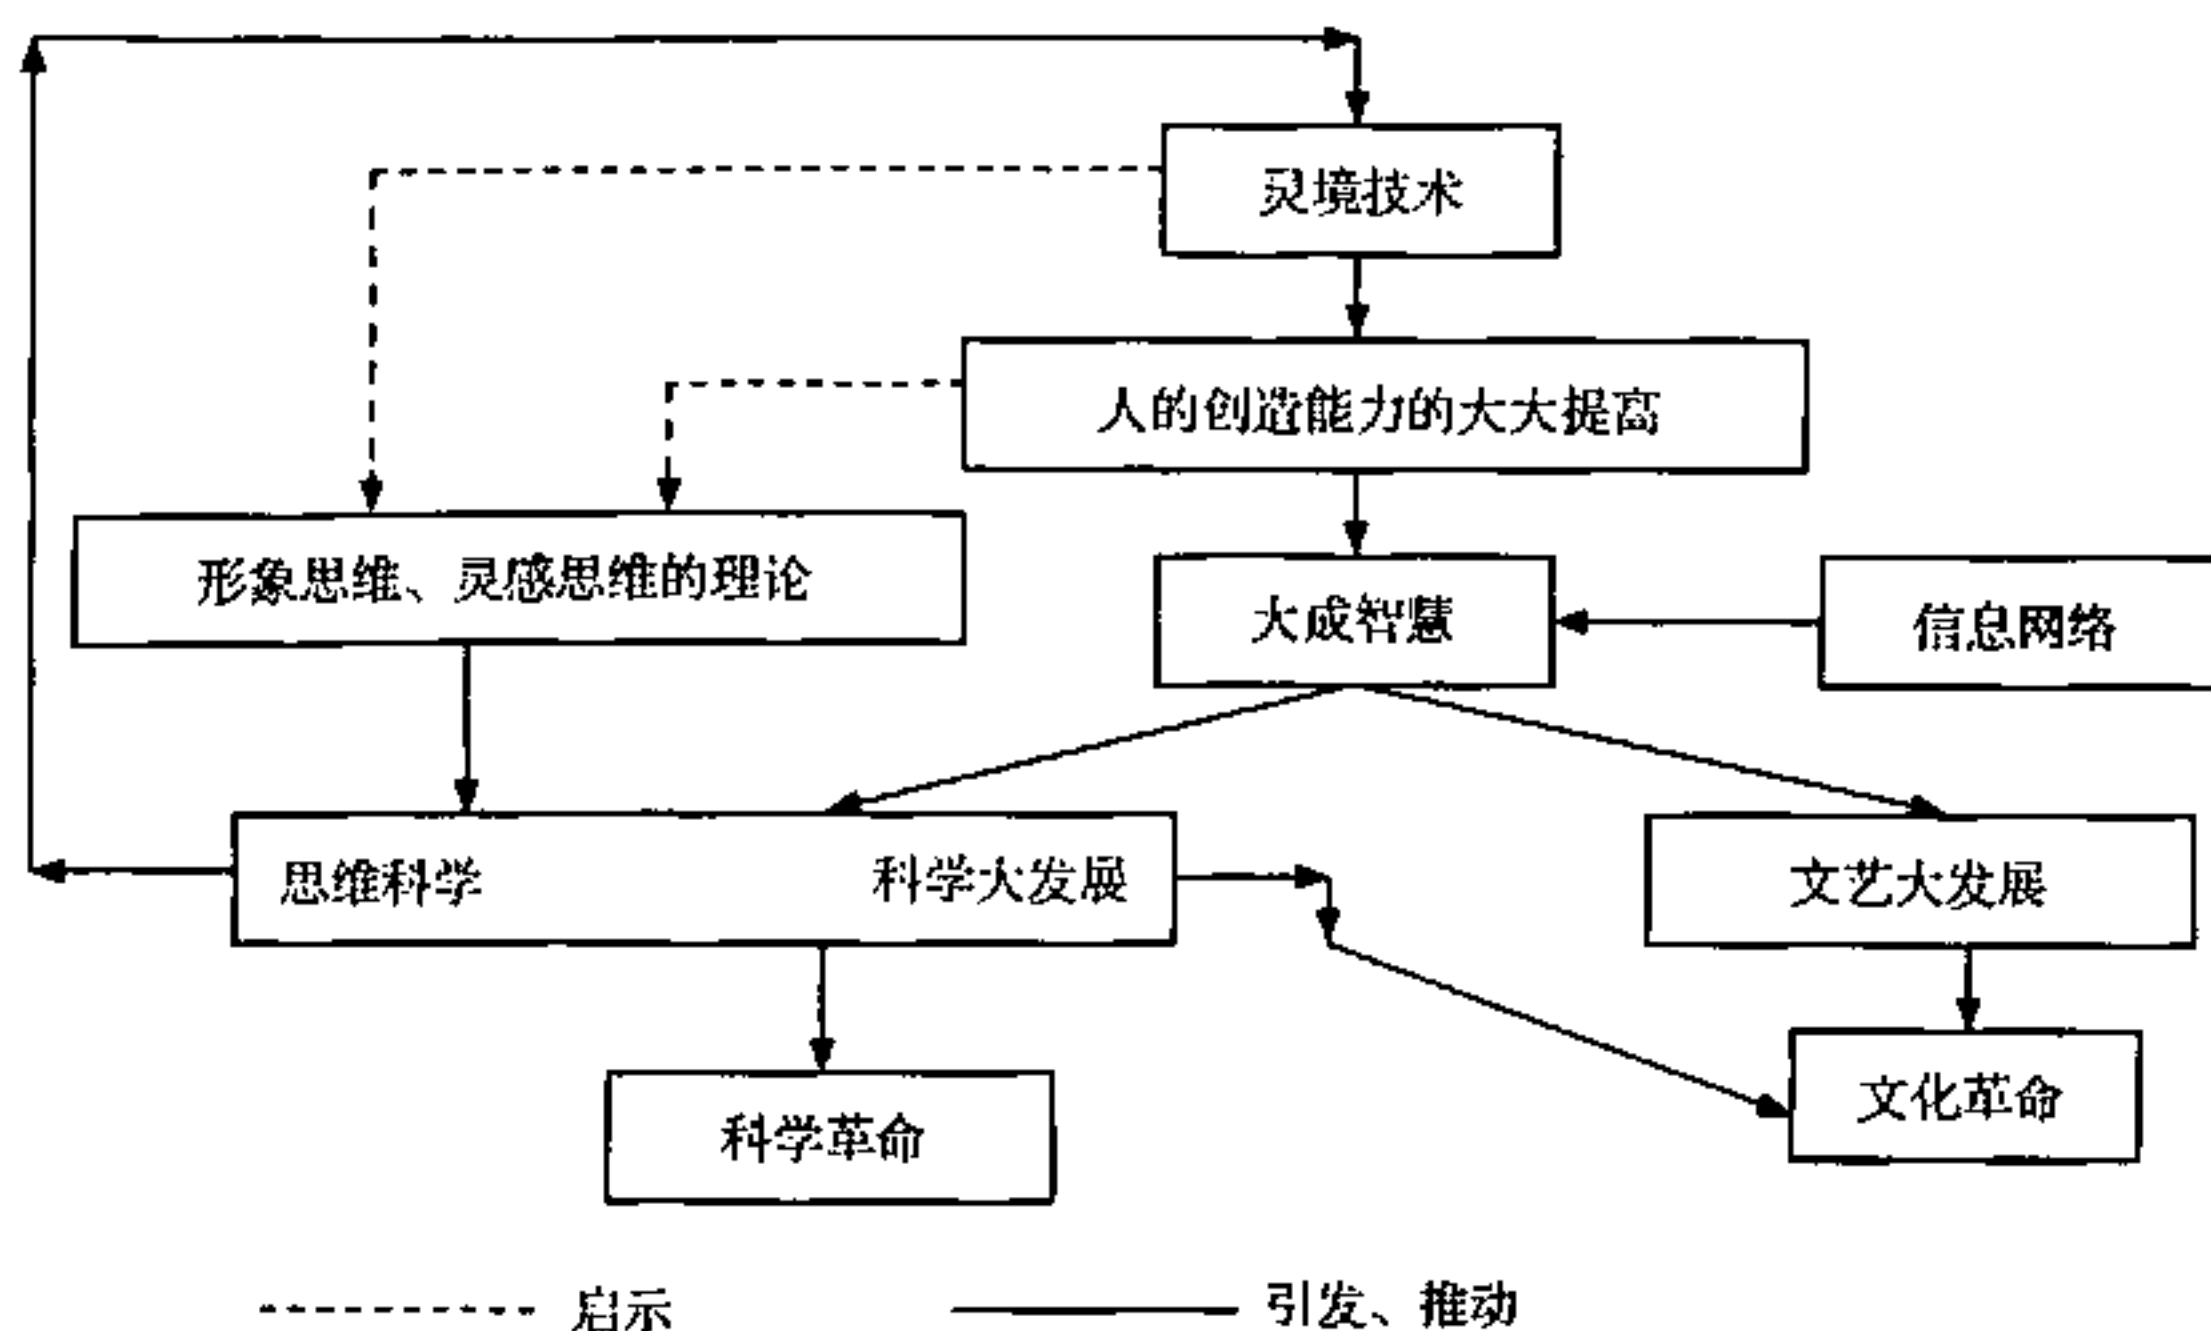 灵境技术
人的创造能力的大大提高
形象思维、灵感思维的理论
大成智慧
信息网络
思维科学 科学大发展
文艺大发展
科学革命
文化革命
启示
引发、推动